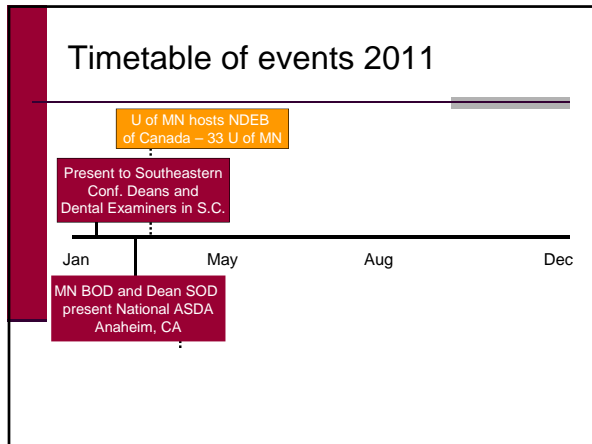 Timetable of events 2011
U of MN hosts NDEB
of Canada – 33 U of MN
Present to Southeastern
Conf. Deans and
Dental Examiners in S.C.
Jan May Aug Dec
MN BOD and Dean SOD
present National ASDA
Anaheim, CA